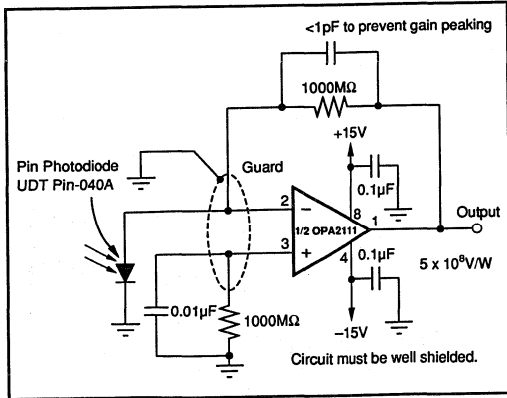 <1pF to prevent gain peaking
1000MΩ
+15V
Pin Photodiode
UDT Pin-040A
Guard
0.1µF
2
8
1
Output
1/2 OPA2111
3
4
0.1µF
5 x 10⁸V/W
0.01µF
1000MΩ
–15V
Circuit must be well shielded.